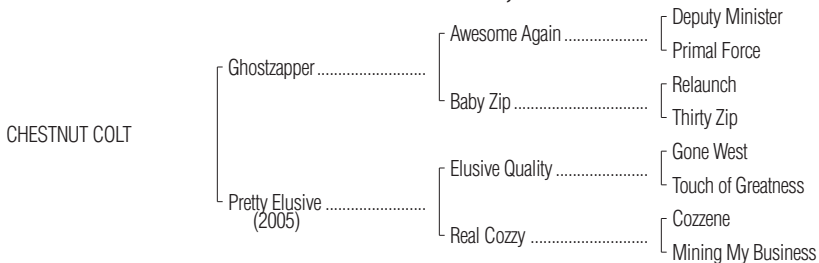 CHESTNUT COLT
Ghostzapper ..........................
Pretty Elusive ........................
(2005)
Awesome Again ....................
Baby Zip ................................
Elusive Quality ......................
Real Cozzy ............................
Deputy Minister
Primal Force
Relaunch
Thirty Zip
Gone West
Touch of Greatness
Cozzene
Mining My Business